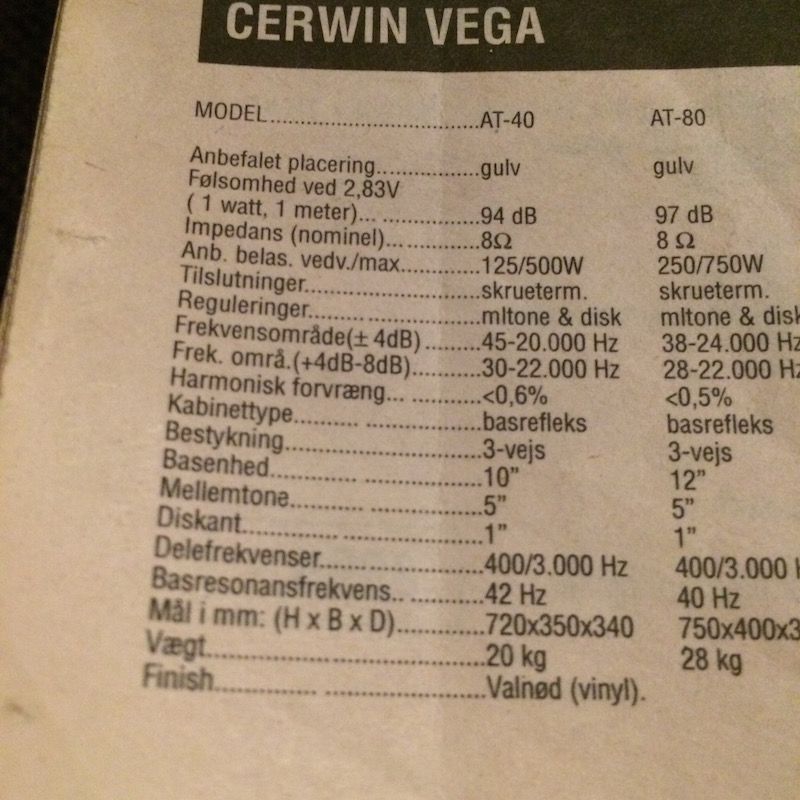 CERWIN VEGA
MODEL..................................AT-40 AT-80
Anbefalet placering.................gulv gulv
Følsomhed ved 2,83V
( 1 watt, 1 meter)... ................94 dB 97 dB
Impedans (nominel)... ............8Ω 8 Ω
Anb. belas. vedv./max.............125/500W 250/750W
Tilslutninger............................skrueterm. skrueterm.
Reguleringer............................mltone & disk mltone & disk
Frekvensområde(± 4dB) .........45-20.000 Hz 38-24.000 Hz
Frek. områ.(+4dB-8dB)...........30-22.000 Hz 28-22.000 Hz
Harmonisk forvræng... ............<0,6% <0,5%
Kabinettype.......... ..................basrefleks basrefleks
Bestykning................................3-vejs 3-vejs
Basenhed............ ....................10” 12”
Mellemtone.......... ..................5” 5”
Diskant.............. ....................1” 1”
Delefrekvenser..........................400/3.000 Hz 400/3.000
Basresonansfrekvens.. ............42 Hz 40 Hz
Mål i mm: (H x B x D)..............720x350x340 750x400x3
Vægt........................................20 kg 28 kg
Finish............... .......................Valnød (vinyl).